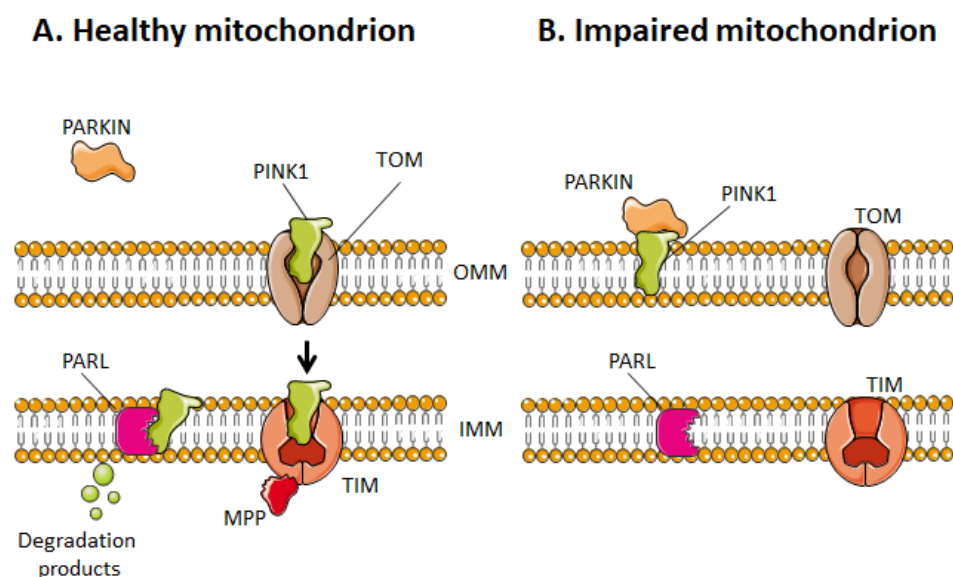 A. Healthy mitochondrion
B. Impaired mitochondrion
PARKIN
PINK1
TOM
PARKIN
PINK1
TOM
OMM
PARL
PARL
TIM
IMM
TIM
MPP
Degradation
products